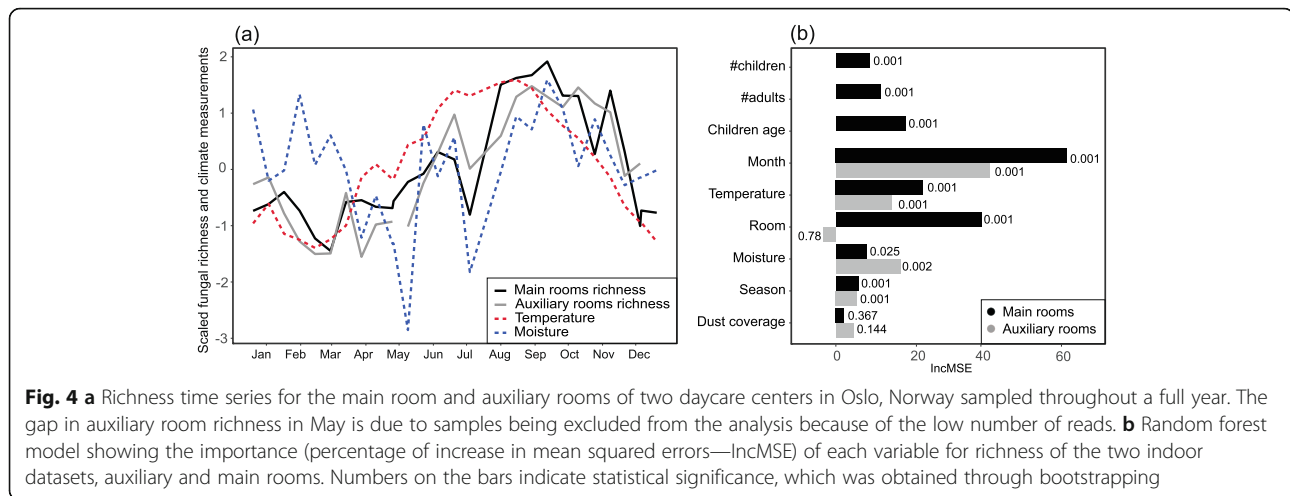 (a)
Scaled fungal richness and climate measurements
2
1
0
-1
-2
-3
Jan Feb Mar Apr May Jun Jul Aug Sep Oct Nov Dec
Main rooms richness
Auxiliary rooms richness
Temperature
Moisture
(b)
#children 0.001
#adults 0.001
Children age 0.001
Month 0.001
0.001
Temperature 0.001
0.001
Room 0.001
0.78
Moisture 0.025
0.002
Season 0.001
0.001
Dust coverage 0.367
0.144
Main rooms
Auxiliary rooms
0 20 40 60
IncMSE
Fig. 4 a Richness time series for the main room and auxiliary rooms of two daycare centers in Oslo, Norway sampled throughout a full year. The
gap in auxiliary room richness in May is due to samples being excluded from the analysis because of the low number of reads. b Random forest
model showing the importance (percentage of increase in mean squared errors—IncMSE) of each variable for richness of the two indoor
datasets, auxiliary and main rooms. Numbers on the bars indicate statistical significance, which was obtained through bootstrapping